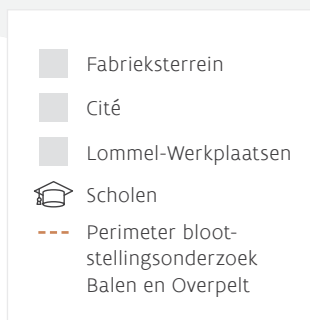 Fabrieksterrein
Cité
Lommel-Werkplaatsen
Scholen
Perimeter bloot-
stellingsonderzoek
Balen en Overpelt